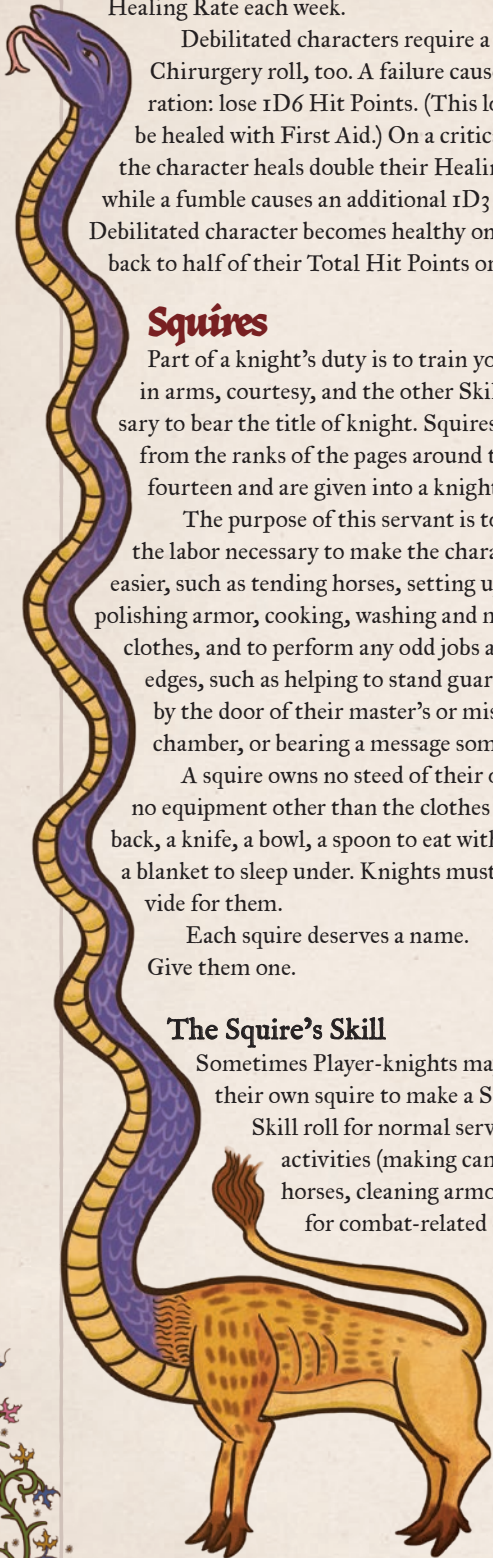 Healing Rate each week.
Debilitated characters require a
Chirurgery roll, too. A failure caus
ration: lose 1D6 Hit Points. (This lo
be healed with First Aid.) On a critic
the character heals double their Healin
while a fumble causes an additional 1D3
Debilitated character becomes healthy on
back to half of their Total Hit Points or
Squires
Part of a knight's duty is to train yo
in arms, courtesy, and the other Skil
sary to bear the title of knight. Squires
from the ranks of the pages around t
fourteen and are given into a knight
The purpose of this servant is to
the labor necessary to make the chara
easier, such as tending horses, setting u
polishing armor, cooking, washing and m
clothes, and to perform any odd jobs a
edges, such as helping to stand guar
by the door of their master's or mis
chamber, or bearing a message som
A squire owns no steed of their o
no equipment other than the clothes
back, a knife, a bowl, a spoon to eat with
a blanket to sleep under. Knights must
vide for them.
Each squire deserves a name.
Give them one.
The Squire's Skill
Sometimes Player-knights ma
their own squire to make a S
Skill roll for normal serv
activities (making cam
horses, cleaning armo
for combat-related